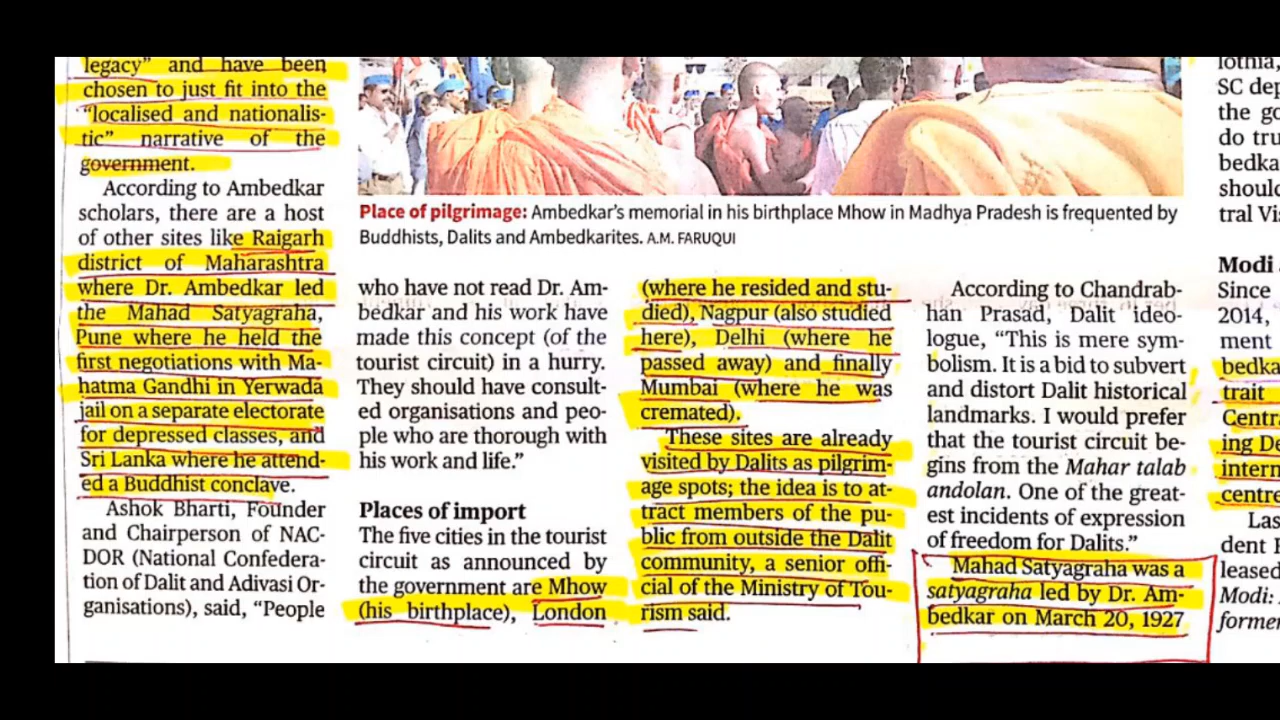 legacy” and have been
chosen to just fit into the
“localised and nationalis-
tic” narrative of the
government.
According to Ambedkar
scholars, there are a host
of other sites like Raigarh
district of Maharashtra
where Dr. Ambedkar led
the Mahad Satyagraha,
Pune where he held the
first negotiations with Ma-
hatma Gandhi in Yerwada
jail on a separate electorate
for depressed classes, and
Sri Lanka where he attend-
ed a Buddhist conclave.
Ashok Bharti, Founder
and Chairperson of NAC-
DOR (National Confedera-
tion of Dalit and Adivasi Or-
ganisations), said, “People
Place of pilgrimage: Ambedkar’s memorial in his birthplace Mhow in Madhya Pradesh is frequented by
Buddhists, Dalits and Ambedkarites. A.M. FARUQUI
who have not read Dr. Am-
bedkar and his work have
made this concept (of the
tourist circuit) in a hurry.
They should have consult-
ed organisations and peo-
ple who are thorough with
his work and life.”
Places of import
The five cities in the tourist
circuit as announced by
the government are Mhow
(his birthplace), London
(where he resided and stu-
died), Nagpur (also studied
here), Delhi (where he
passed away) and finally
Mumbai (where he was
cremated).
These sites are already
visited by Dalits as pilgrim-
age spots; the idea is to at-
tract members of the pu-
blic from outside the Dalit
community, a senior offi-
cial of the Ministry of Tou-
rism said.
According to Chandrab-
han Prasad, Dalit ideo-
logue, “This is mere sym-
bolism. It is a bid to subvert
and distort Dalit historical
landmarks. I would prefer
that the tourist circuit be-
gins from the Mahar talab
andolan. One of the great-
est incidents of expression
of freedom for Dalits.”
Mahad Satyagraha was a
satyagraha led by Dr. Am-
bedkar on March 20, 1927
SC dep
the go
do tru
bedka
should
tral Vi
Modi
Since
2014,
ment
bedka
trait
Centr
ing De
intern
centre
Las
dent
leased
Modi:
former